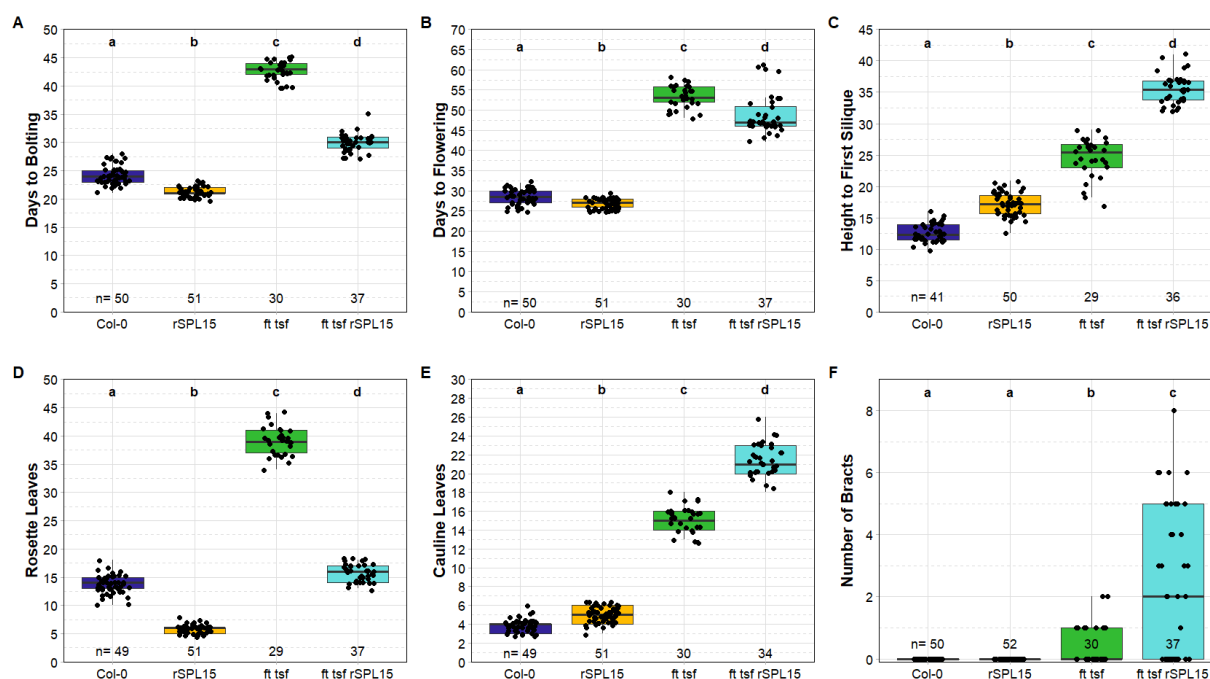 A
Days to Bolting
50
45
40
35
30
25
20
15
10
5
0
a b c d
n= 50 51 30 37
Col-0 rSPL15 ft tsf ft tsf rSPL15
B
Days to Flowering
70
65
60
55
50
45
40
35
30
25
20
15
10
5
0
a b c d
n= 50 51 30 37
Col-0 rSPL15 ft tsf ft tsf rSPL15
C
Height to First Silique
45
40
35
30
25
20
15
10
5
0
a b c d
n= 41 50 29 36
Col-0 rSPL15 ft tsf ft tsf rSPL15
D
Rosette Leaves
50
45
40
35
30
25
20
15
10
5
0
a b c d
n= 49 51 29 37
Col-0 rSPL15 ft tsf ft tsf rSPL15
E
Cauline Leaves
30
28
26
24
22
20
18
16
14
12
10
8
6
4
2
0
a b c d
n= 49 51 30 34
Col-0 rSPL15 ft tsf ft tsf rSPL15
F
Number of Bracts
8
6
4
2
0
a a b c
n= 50 52 30 37
Col-0 rSPL15 ft tsf ft tsf rSPL15